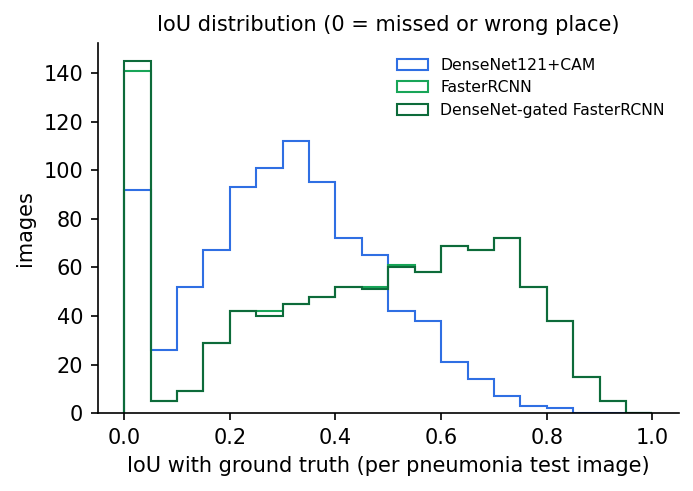 IoU distribution (0 = missed or wrong place)
DenseNet121+CAM
FasterRCNN
DenseNet-gated FasterRCNN
images
140
120
100
80
60
40
20
0
0.0 0.2 0.4 0.6 0.8 1.0
IoU with ground truth (per pneumonia test image)